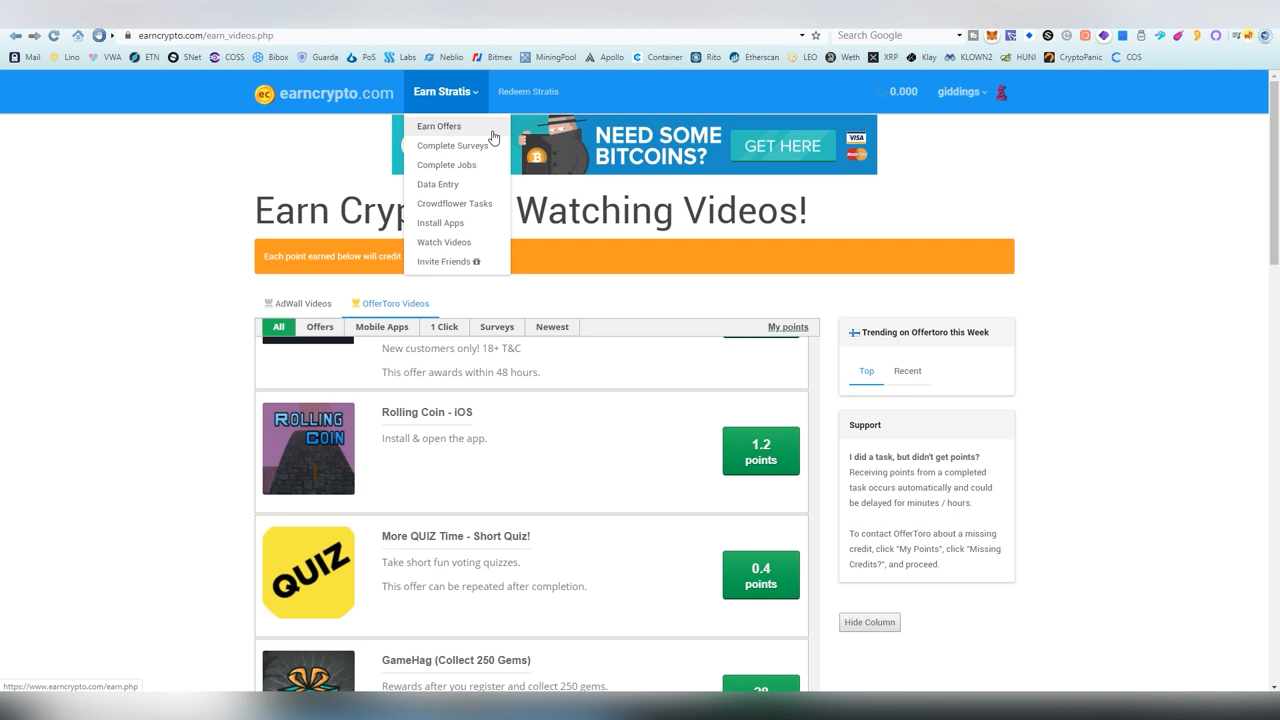 earncrypto.com/earn_videos.php
Search Google
Mail Lino VWA ETN SNet COSS Bibox Guarda PoS Labs Neblio Bitmex MiningPool Apollo Container Rito Etherscan LEO Weth XRP Klay KLOWN2 HUNI CryptoPanic COS
ec earncrypto.com Earn Stratis Redeem Stratis 0.000 giddings
Earn Offers
Complete Surveys
Complete Jobs
Data Entry
Crowdflower Tasks
Install Apps
Watch Videos
Invite Friends
NEED SOME
BITCOINS?
GET HERE
VISA
MasterCard
Earn Cryp Watching Videos!
Each point earned below will credit
AdWall Videos OfferToro Videos
All Offers Mobile Apps 1 Click Surveys Newest My points
New customers only! 18+ T&C
This offer awards within 48 hours.
ROLLING
COIN
Rolling Coin - iOS
Install & open the app.
1.2
points
QUIZ
More QUIZ Time - Short Quiz!
Take short fun voting quizzes.
This offer can be repeated after completion.
0.4
points
GameHag (Collect 250 Gems)
Rewards after you register and collect 250 gems.
Trending on Offertoro this Week
Top Recent
Support
I did a task, but didn't get points?
Receiving points from a completed
task occurs automatically and could
be delayed for minutes / hours.
To contact OfferToro about a missing
credit, click "My Points", click "Missing
Credits?", and proceed.
Hide Column
https://www.earncrypto.com/earn.php